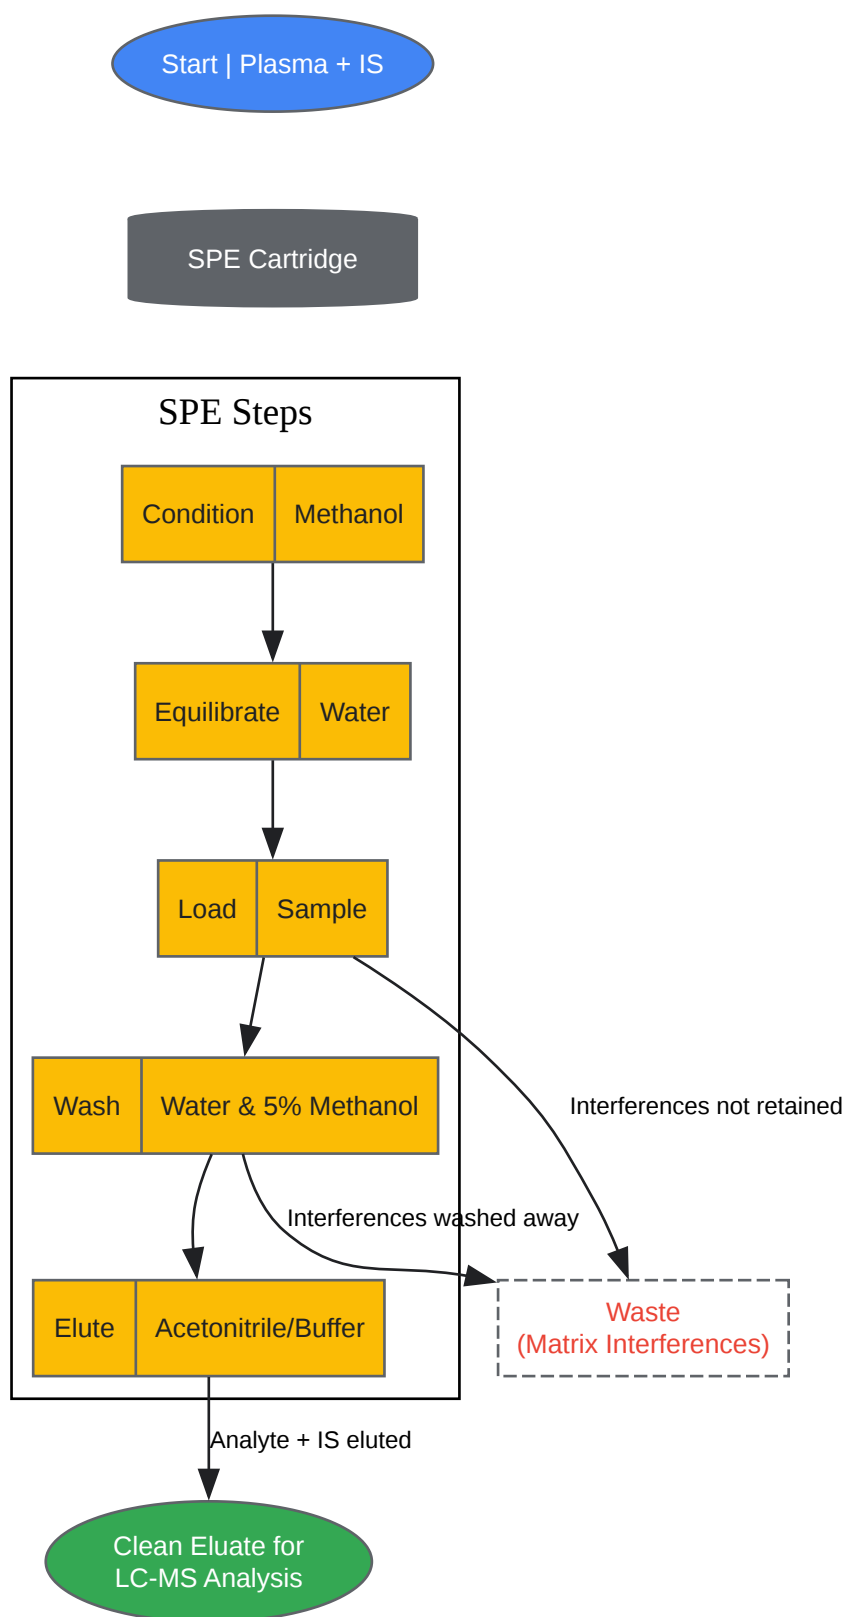 Start | Plasma + IS
SPE Cartridge
SPE Steps
Condition Methanol
Equilibrate Water
Load Sample
Wash Water & 5% Methanol
Interferences not retained
Interferences washed away
Elute Acetonitrile/Buffer
Waste
(Matrix Interferences)
Analyte + IS eluted
Clean Eluate for
LC-MS Analysis